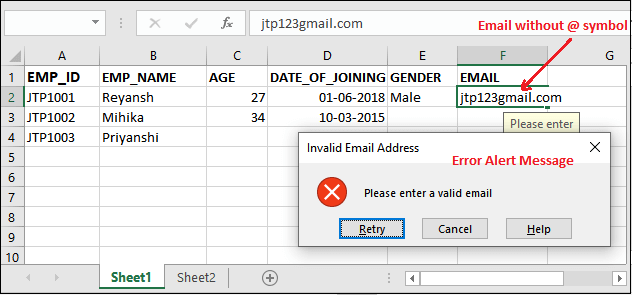 jtp123gmail.com
Email without @ symbol
A B C D E F G
1 EMP_ID EMP_NAME AGE DATE_OF_JOINING GENDER EMAIL
2 JTP1001 Reyansh 27 01-06-2018 Male jtp123gmail.com
3 JTP1002 Mihika 34 10-03-2015
Please enter
4 JTP1003 Priyanshi
Invalid Email Address
Error Alert Message
5
6
Please enter a valid email
7
8
Retry Cancel Help
9
10
Sheet1 Sheet2